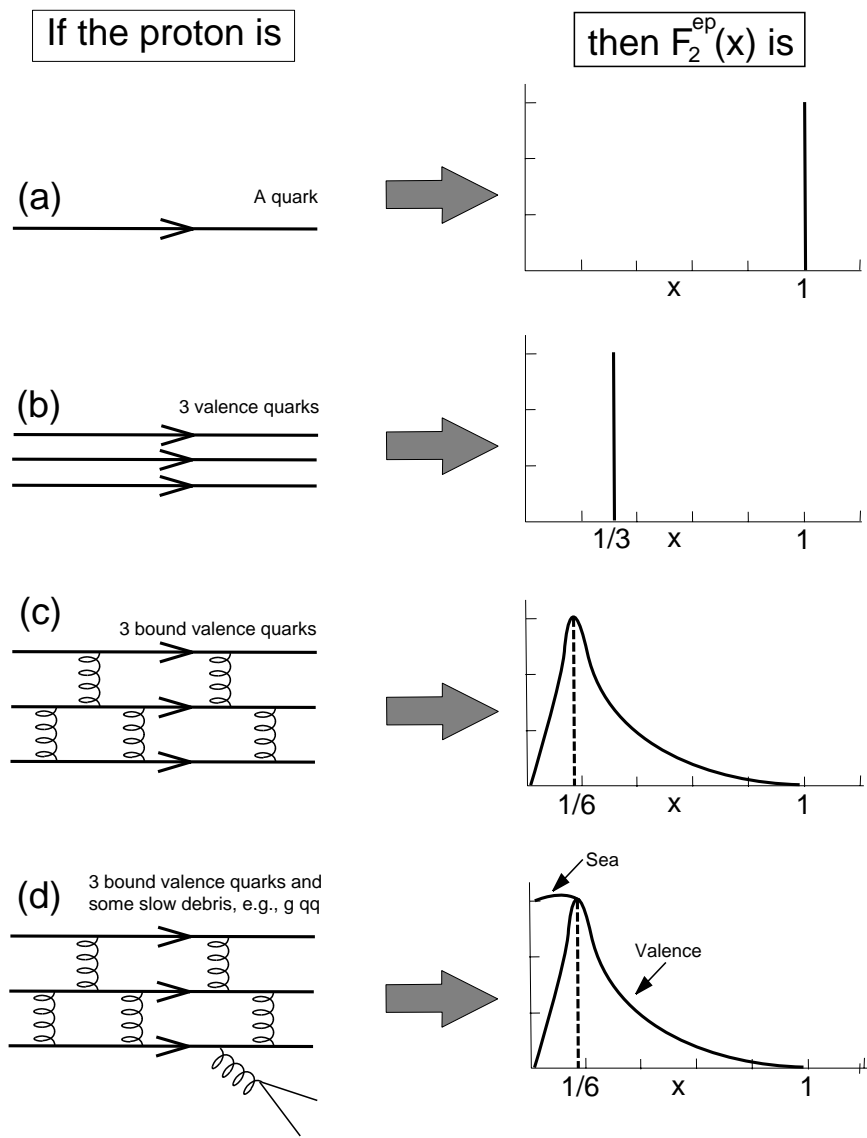 If the proton is
then F₂ᵉᵖ(x) is
(a)
A quark
x
1
(b)
3 valence quarks
1/3
x
1
(c)
3 bound valence quarks
1/6
x
1
(d)
3 bound valence quarks and
some slow debris, e.g., g qq
Sea
Valence
1/6
x
1